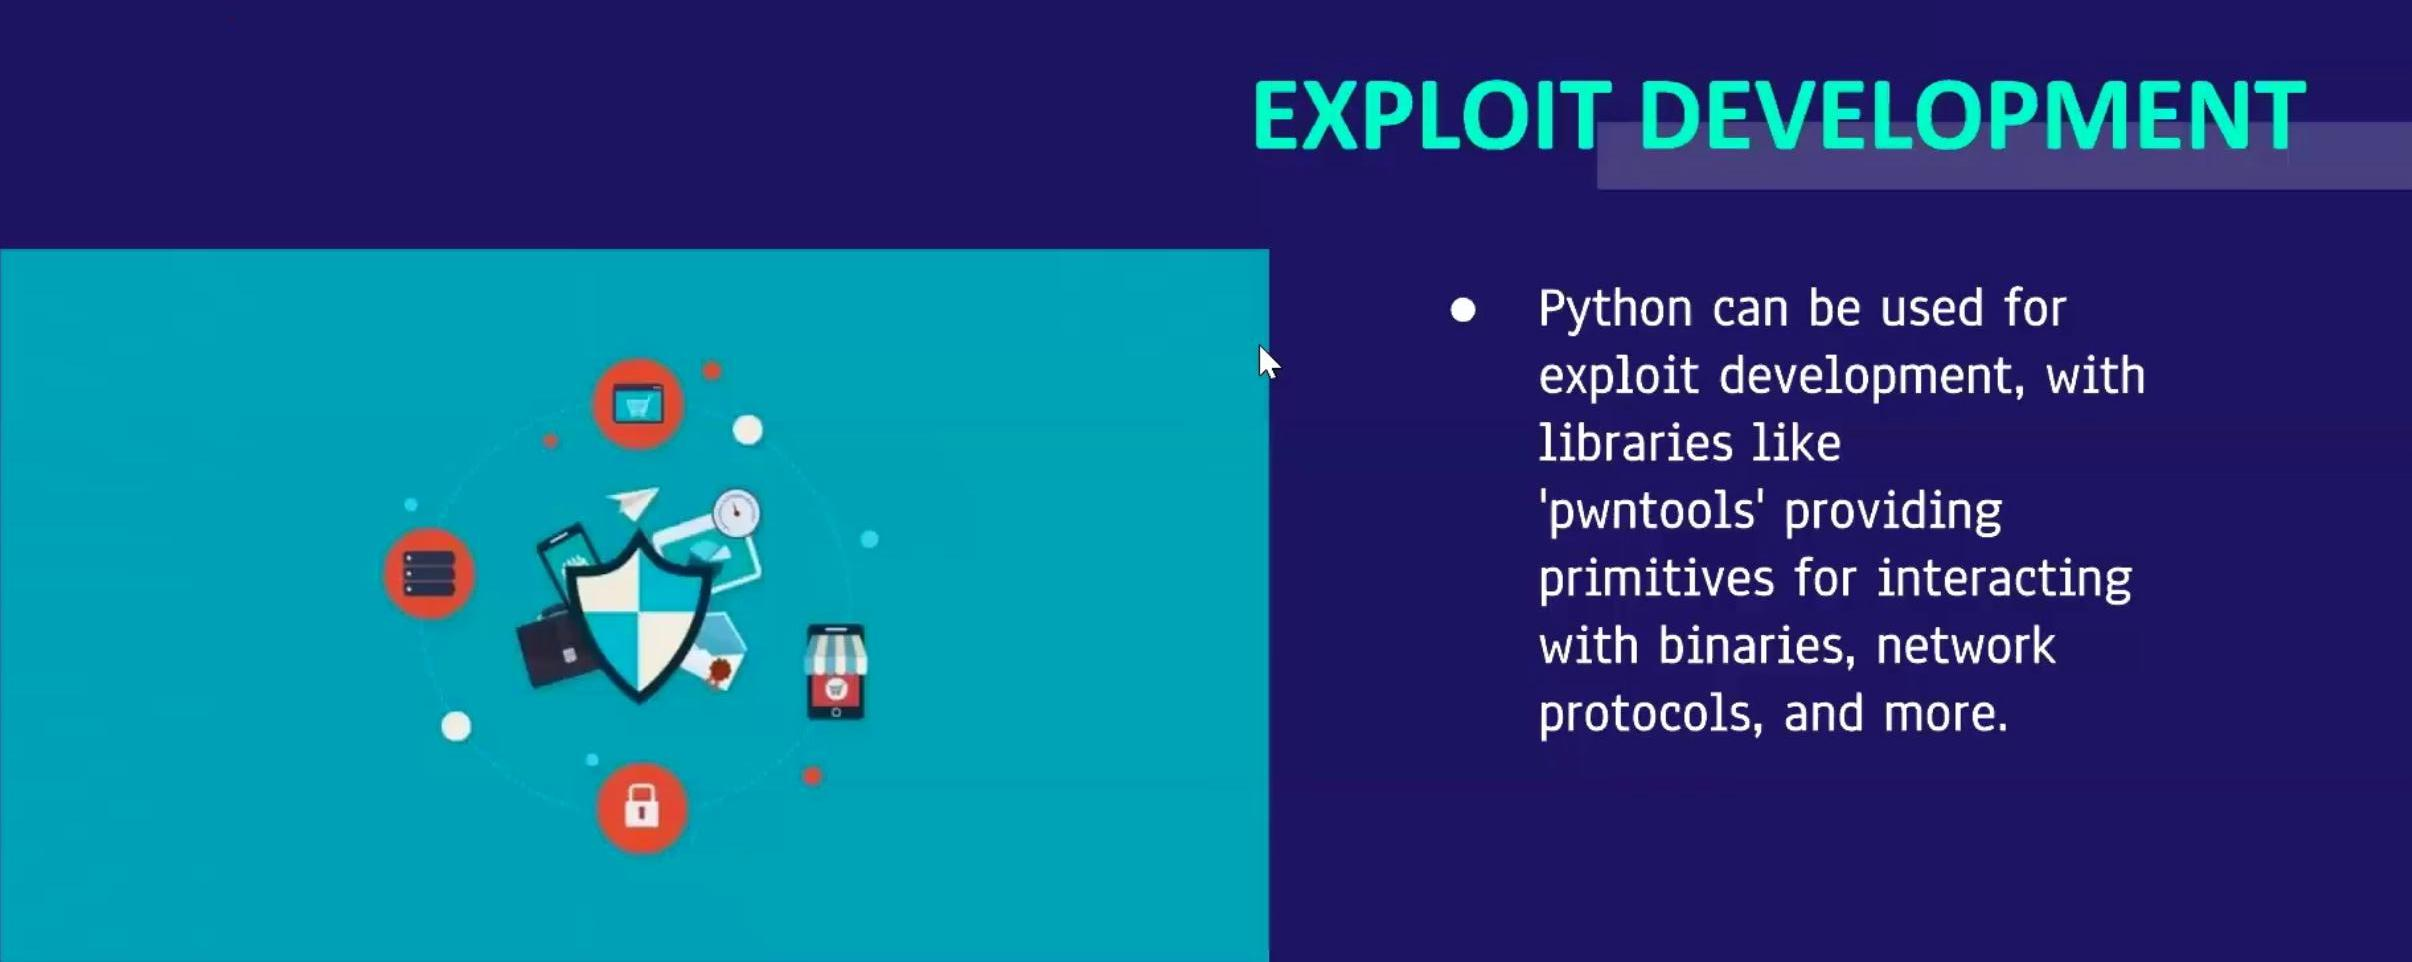 EXPLOIT DEVELOPMENT
● Python can be used for
exploit development, with
libraries like
'pwntools' providing
primitives for interacting
with binaries, network
protocols, and more.